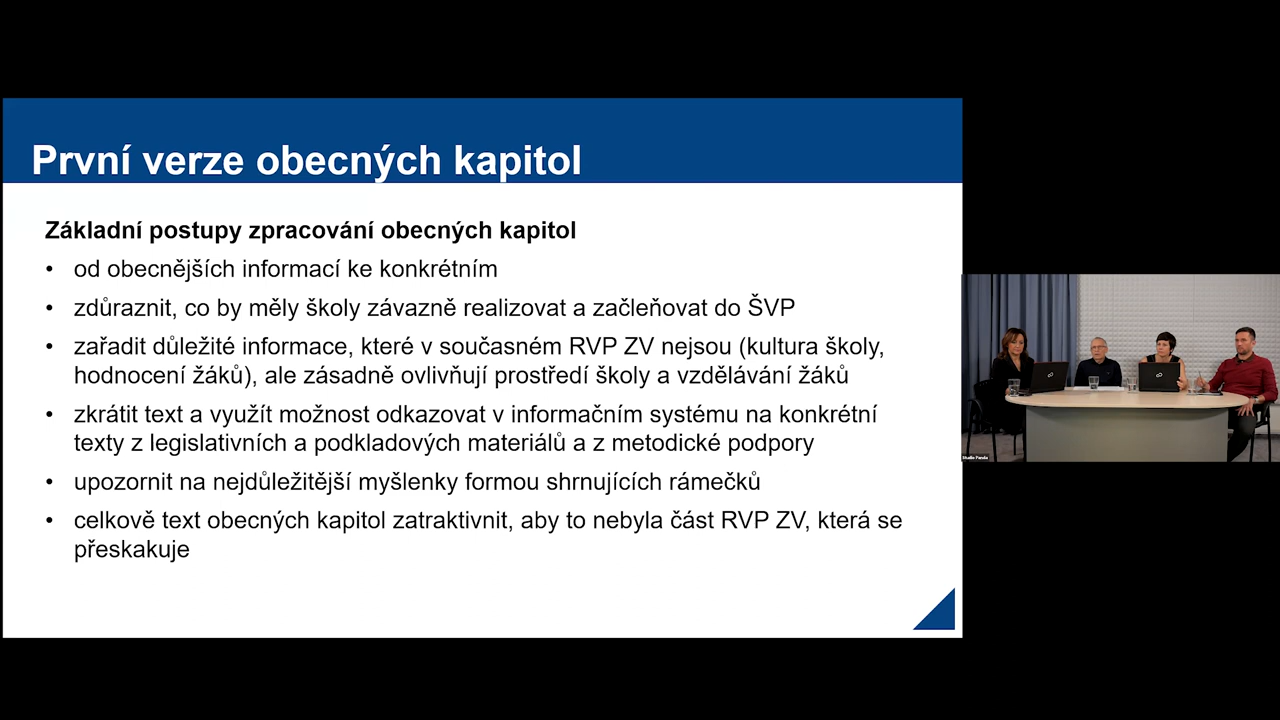 První verze obecných kapitol
Základní postupy zpracování obecných kapitol
• od obecnějších informací ke konkrétním
• zdůraznit, co by měly školy závazně realizovat a začleňovat do ŠVP
• zařadit důležité informace, které v současném RVP ZV nejsou (kultura školy,
hodnocení žáků), ale zásadně ovlivňují prostředí školy a vzdělávání žáků
• zkrátit text a využít možnost odkazovat v informačním systému na konkrétní
texty z legislativních a podkladových materiálů a z metodické podpory
• upozornit na nejdůležitější myšlenky formou shrnujících rámečků
• celkově text obecných kapitol zatraktivnit, aby to nebyla část RVP ZV, která se
přeskakuje
Studio Panda